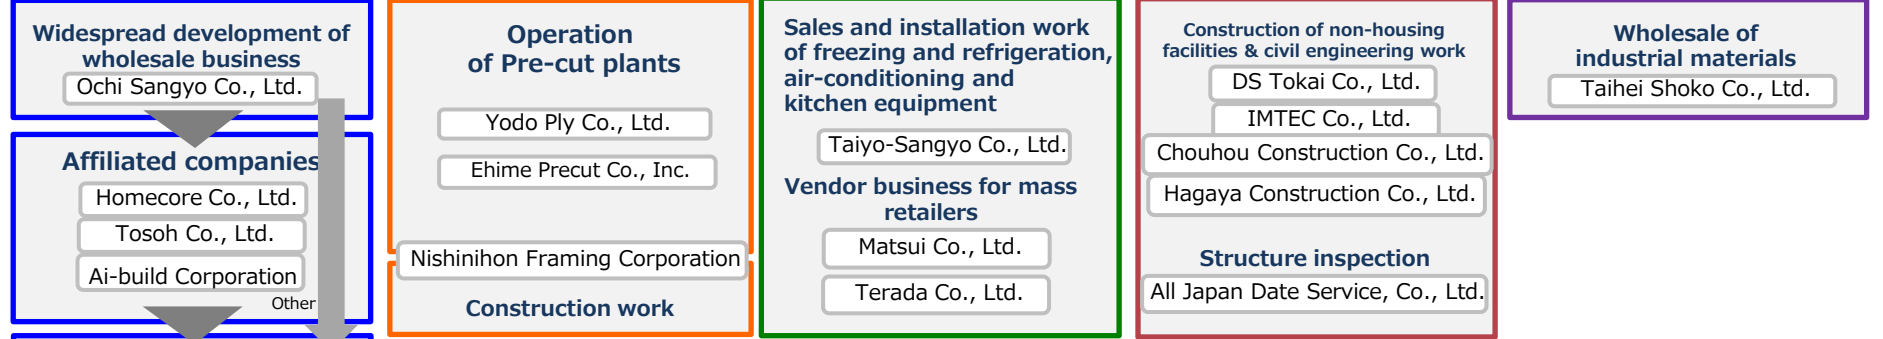 Widespread development of
wholesale business
Ochi Sangyo Co., Ltd.
Affiliated companies
Homecore Co., Ltd.
Tosoh Co., Ltd.
Ai-build Corporation
Other
Operation
of Pre-cut plants
Yodo Ply Co., Ltd.
Ehime Precut Co., Inc.
Nishinihon Framing Corporation
Construction work
Sales and installation work
of freezing and refrigeration,
air-conditioning and
kitchen equipment
Taiyo-Sangyo Co., Ltd.
Vendor business for mass
retailers
Matsui Co., Ltd.
Terada Co., Ltd.
Construction of non-housing
facilities & civil engineering work
DS Tokai Co., Ltd.
IMTEC Co., Ltd.
Chouhou Construction Co., Ltd.
Hagaya Construction Co., Ltd.
Structure inspection
All Japan Date Service, Co., Ltd.
Wholesale of
industrial materials
Taihei Shoko Co., Ltd.